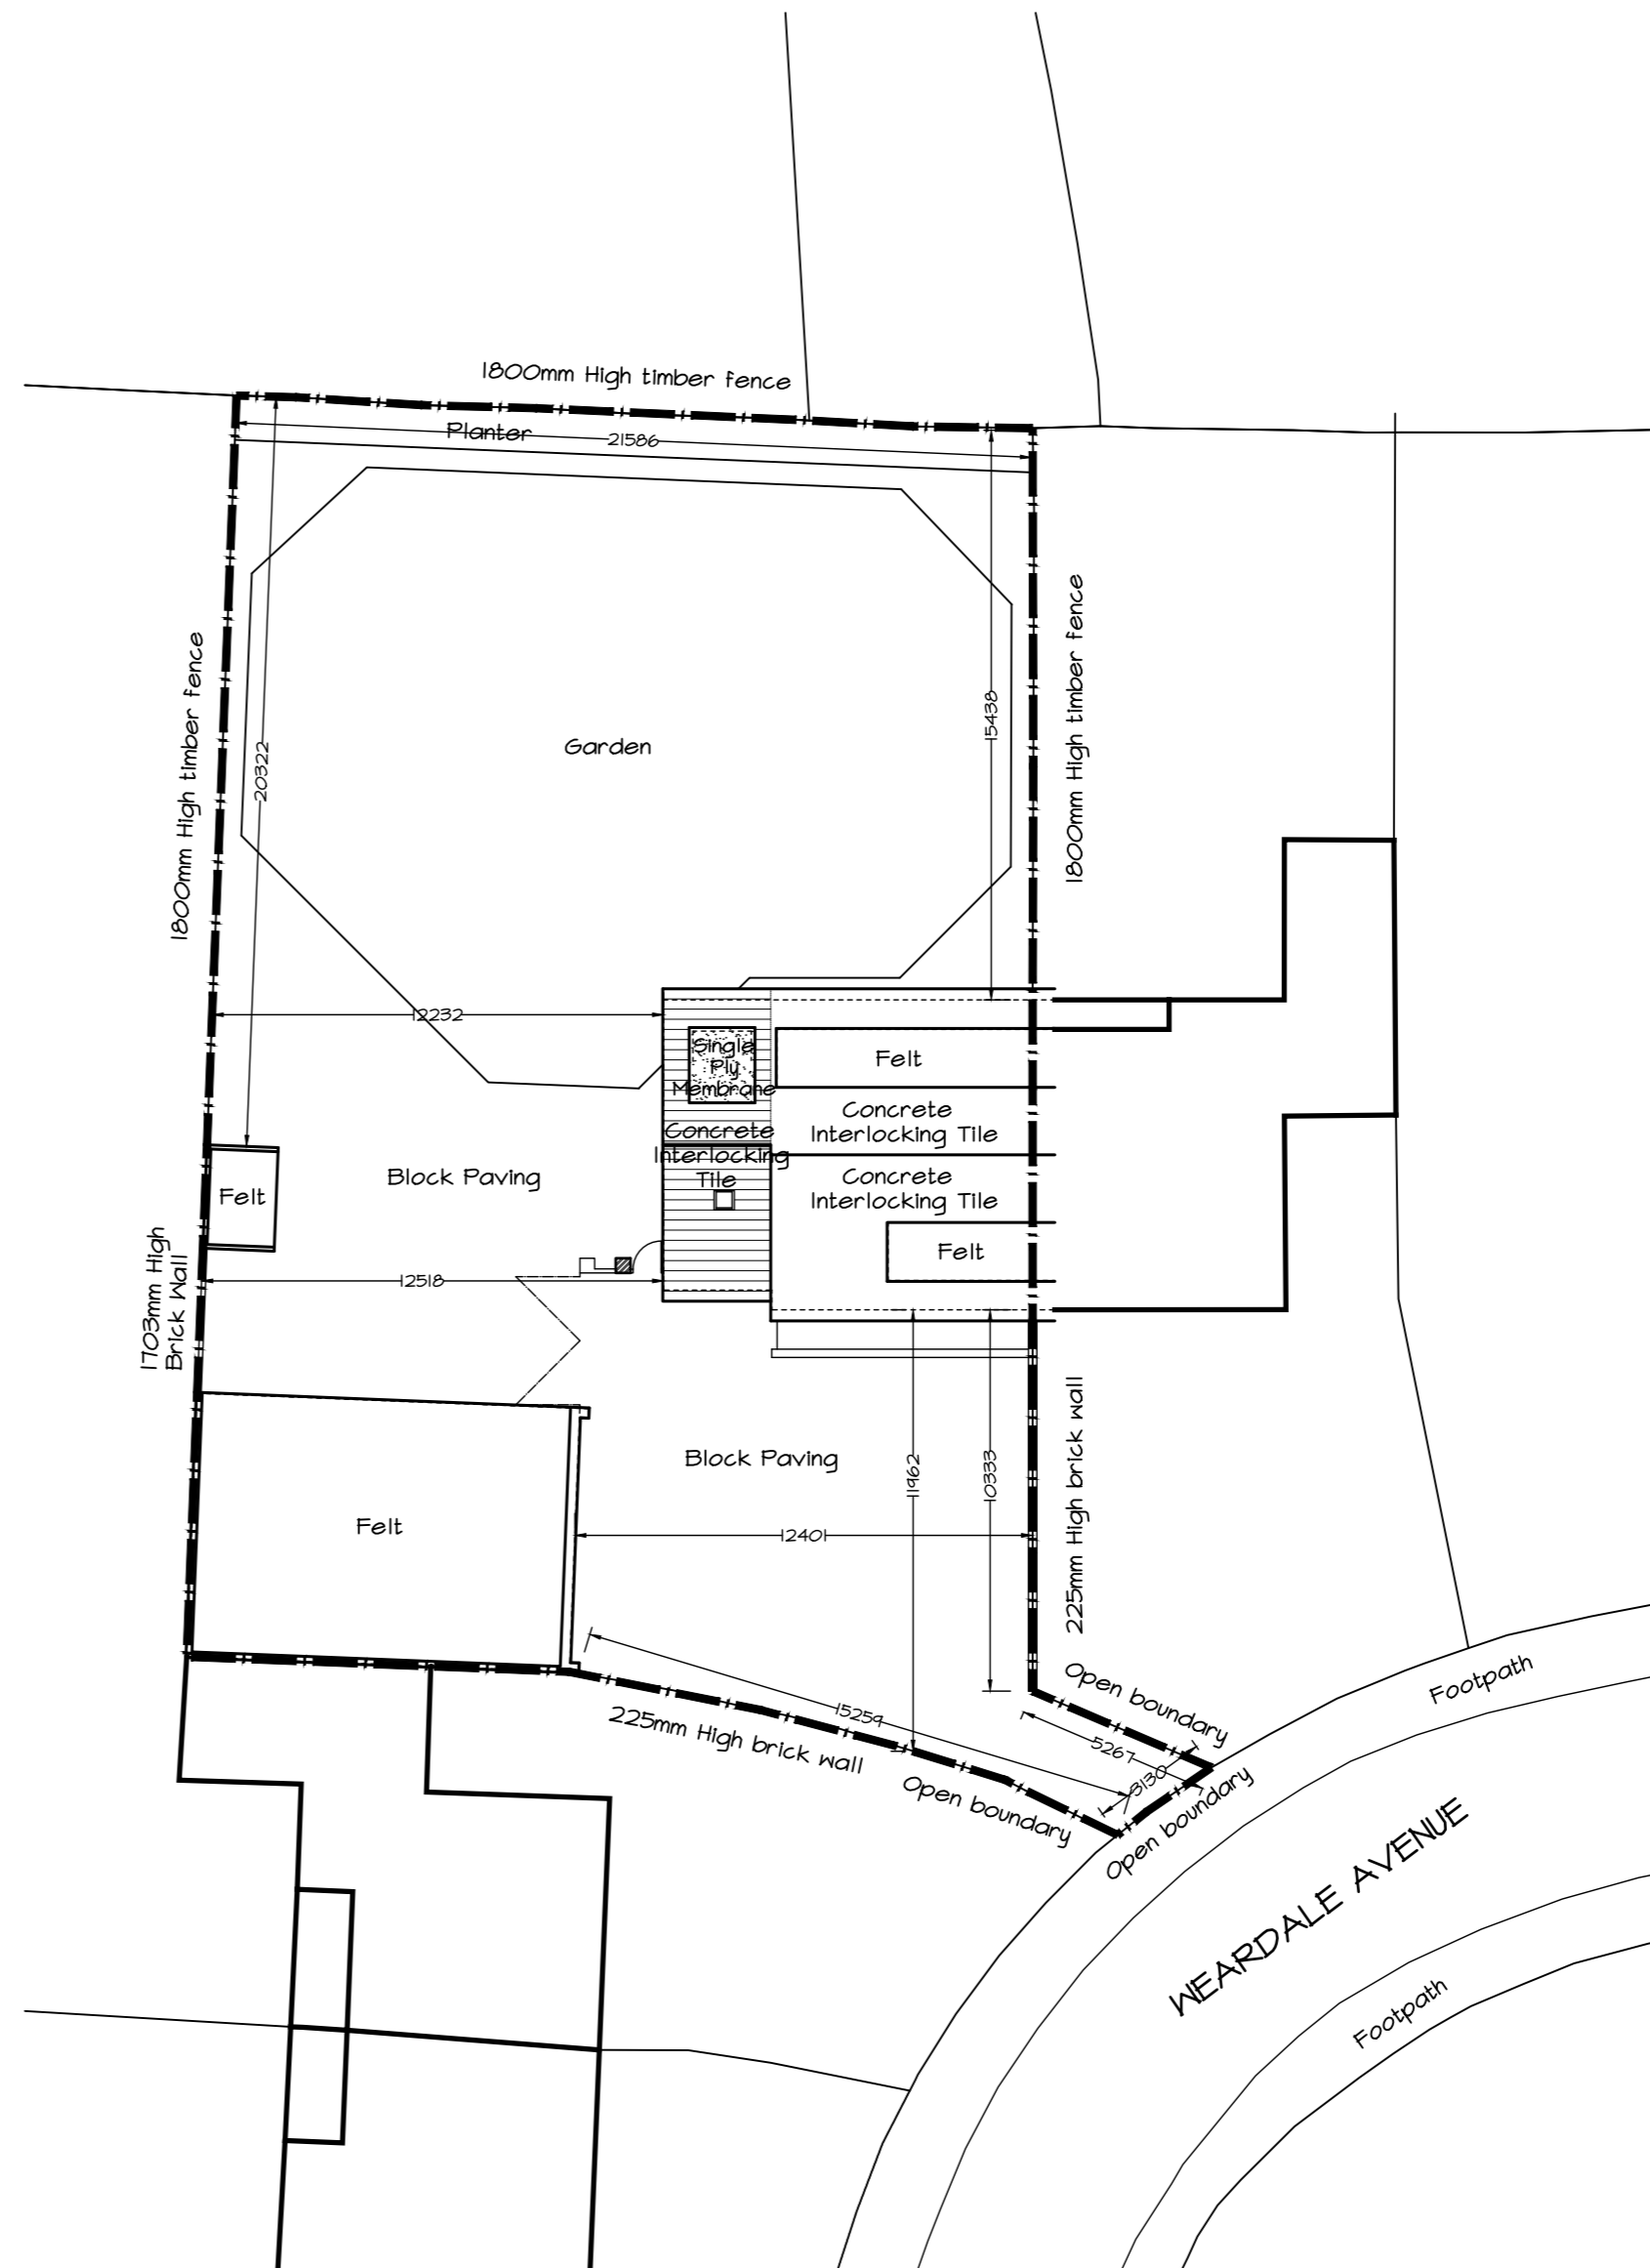 1800mm High timber fence
Planter
21586
1800mm High timber fence
20322
Garden
15438
1800mm High timber fence
12232
Single
Ply
Membrane
Felt
Concrete
Interlocking Tile
Concrete
Interlocking
Tile
Concrete
Interlocking Tile
Block Paving
Felt
Felt
1703mm High
Brick Wall
12518
Block Paving
11962
10333
225mm High brick wall
Felt
12401
15259
225mm High brick wall
Open boundary
5267
3130
Open boundary
Open boundary
Footpath
WEARDALE AVENUE
Footpath